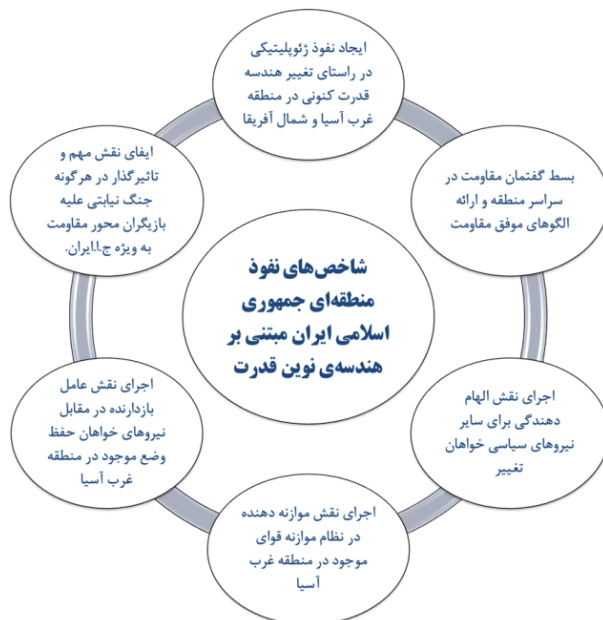 ایجاد نفوذ ژئوپلیتیکی
در راستای تغییر هندسه
قدرت کنونی در منطقه
غرب آسیا و شمال آفریقا
بسط گفتمان مقاومت در
سراسر منطقه و ارائه
الگوهای موفق مقاومت
اجرای نقش الهام
دهندگی برای سایر
نیروهای سیاسی خواهان
تغییر
اجرای نقش موازنه دهنده
در نظام موازنه قوای
موجود در منطقه غرب
آسیا
اجرای نقش عامل
بازدارنده در مقابل
نیروهای خواهان حفظ
وضع موجود در منطقه
غرب آسیا
ایفای نقش مهم و
تاثیرگذار در هرگونه
جنگ نیابتی علیه
بازیگران محور مقاومت
به ویژه ج.ا.ایران.
شاخص‌های نفوذ
منطقه‌ای جمهوری
اسلامی ایران مبتنی بر
هندسه‌ی نوین قدرت